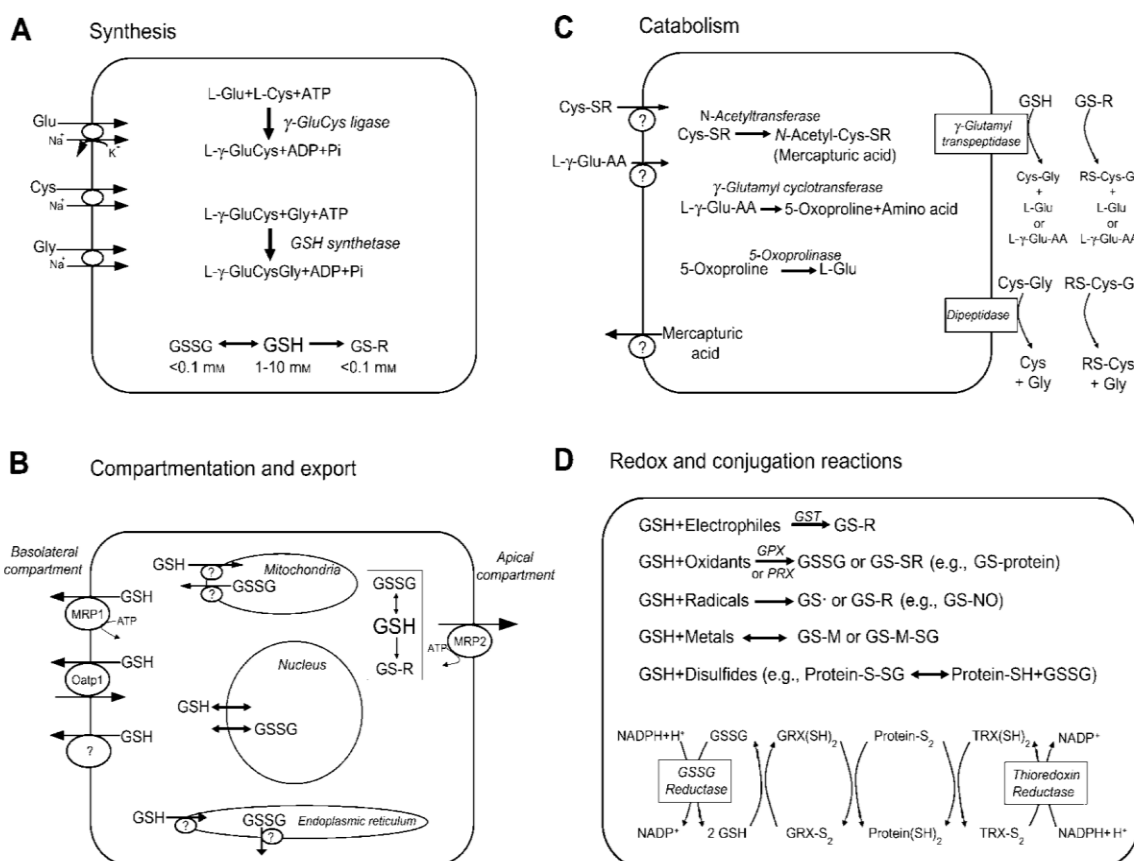 A Synthesis
L-Glu+L-Cys+ATP
γ-GluCys ligase
L-γ-GluCys+ADP+Pi
Glu
Na⁺
K⁺
Cys
Na⁺
Gly
Na⁺
L-γ-GluCys+Gly+ATP
GSH synthetase
L-γ-GluCysGly+ADP+Pi
GSSG GSH GS-R
<0.1 mM 1-10 mM <0.1 mM
B Compartmentation and export
Basolateral
compartment
Apical
compartment
GSH
MRP1
ATP
GSH
Oatp1
GSH
?
GSH
?
Mitochondria
GSSG
?
Nucleus
GSH
GSSG
GSH
?
GSSG
?
Endoplasmic reticulum
GSSG
GSH
GS-R
ATP
MRP2
C Catabolism
Cys-SR
?
L-γ-Glu-AA
?
N-Acetyltransferase
Cys-SR N-Acetyl-Cys-SR
(Mercapturic acid)
γ-Glutamyl cyclotransferase
L-γ-Glu-AA 5-Oxoproline+Amino acid
5-Oxoprolinase
5-Oxoproline L-Glu
Mercapturic
acid
?
GSH GS-R
γ-Glutamyl
transpeptidase
Cys-Gly RS-Cys-G
+ +
L-Glu L-Glu
or or
L-γ-Glu-AA L-γ-Glu-AA
Cys-Gly RS-Cys-G
Dipeptidase
Cys RS-Cys
+ Gly + Gly
D Redox and conjugation reactions
GSH+Electrophiles GST GS-R
GSH+Oxidants GPX or PRX GSSG or GS-SR (e.g., GS-protein)
GSH+Radicals GS· or GS-R (e.g., GS-NO)
GSH+Metals GS-M or GS-M-SG
GSH+Disulfides (e.g., Protein-S-SG Protein-SH+GSSG)
NADPH+H⁺ GSSG GRX(SH)₂ Protein-S₂ TRX(SH)₂ NADP⁺
GSSG
Reductase
Thioredoxin
Reductase
NADP⁺ 2 GSH GRX-S₂ Protein(SH)₂ TRX-S₂ NADPH+H⁺